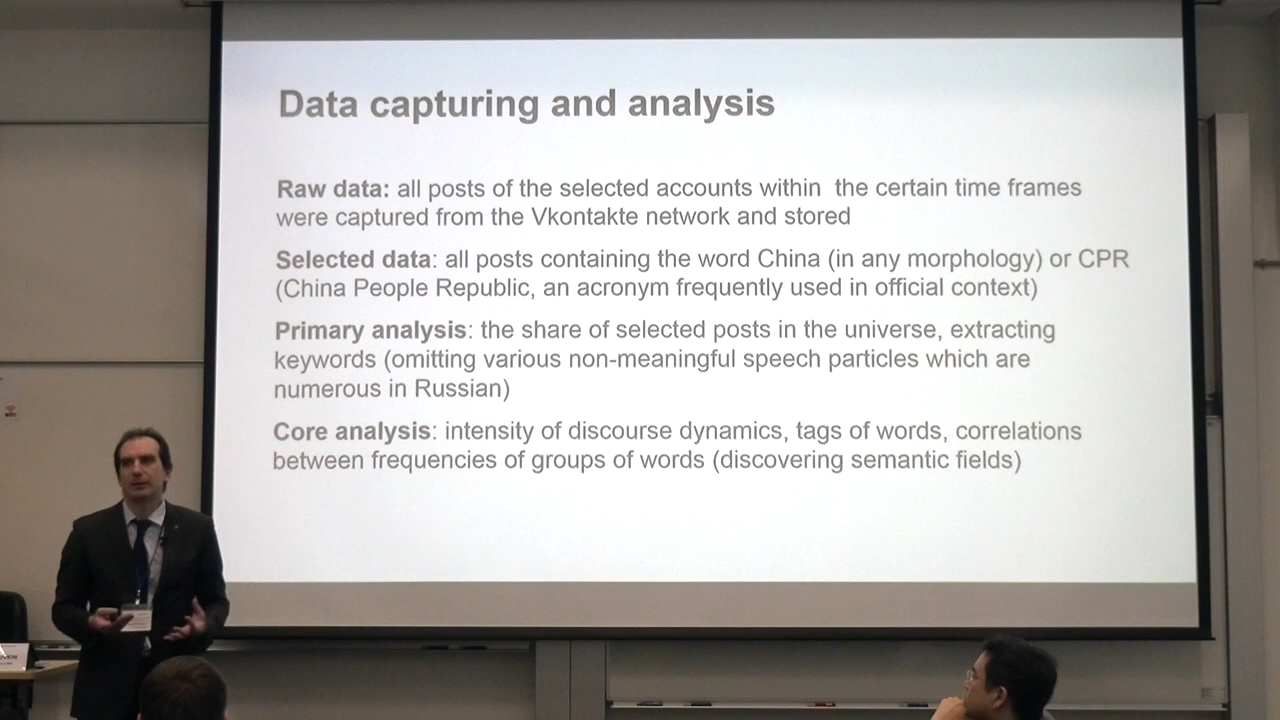 Data capturing and analysis
Raw data: all posts of the selected accounts within  the certain time frames
were captured from the Vkontakte network and stored
Selected data: all posts containing the word China (in any morphology) or CPR
(China People Republic, an acronym frequently used in official context)
Primary analysis: the share of selected posts in the universe, extracting
keywords (omitting various non-meaningful speech particles which are
numerous in Russian)
Core analysis: intensity of discourse dynamics, tags of words, correlations
between frequencies of groups of words (discovering semantic fields)